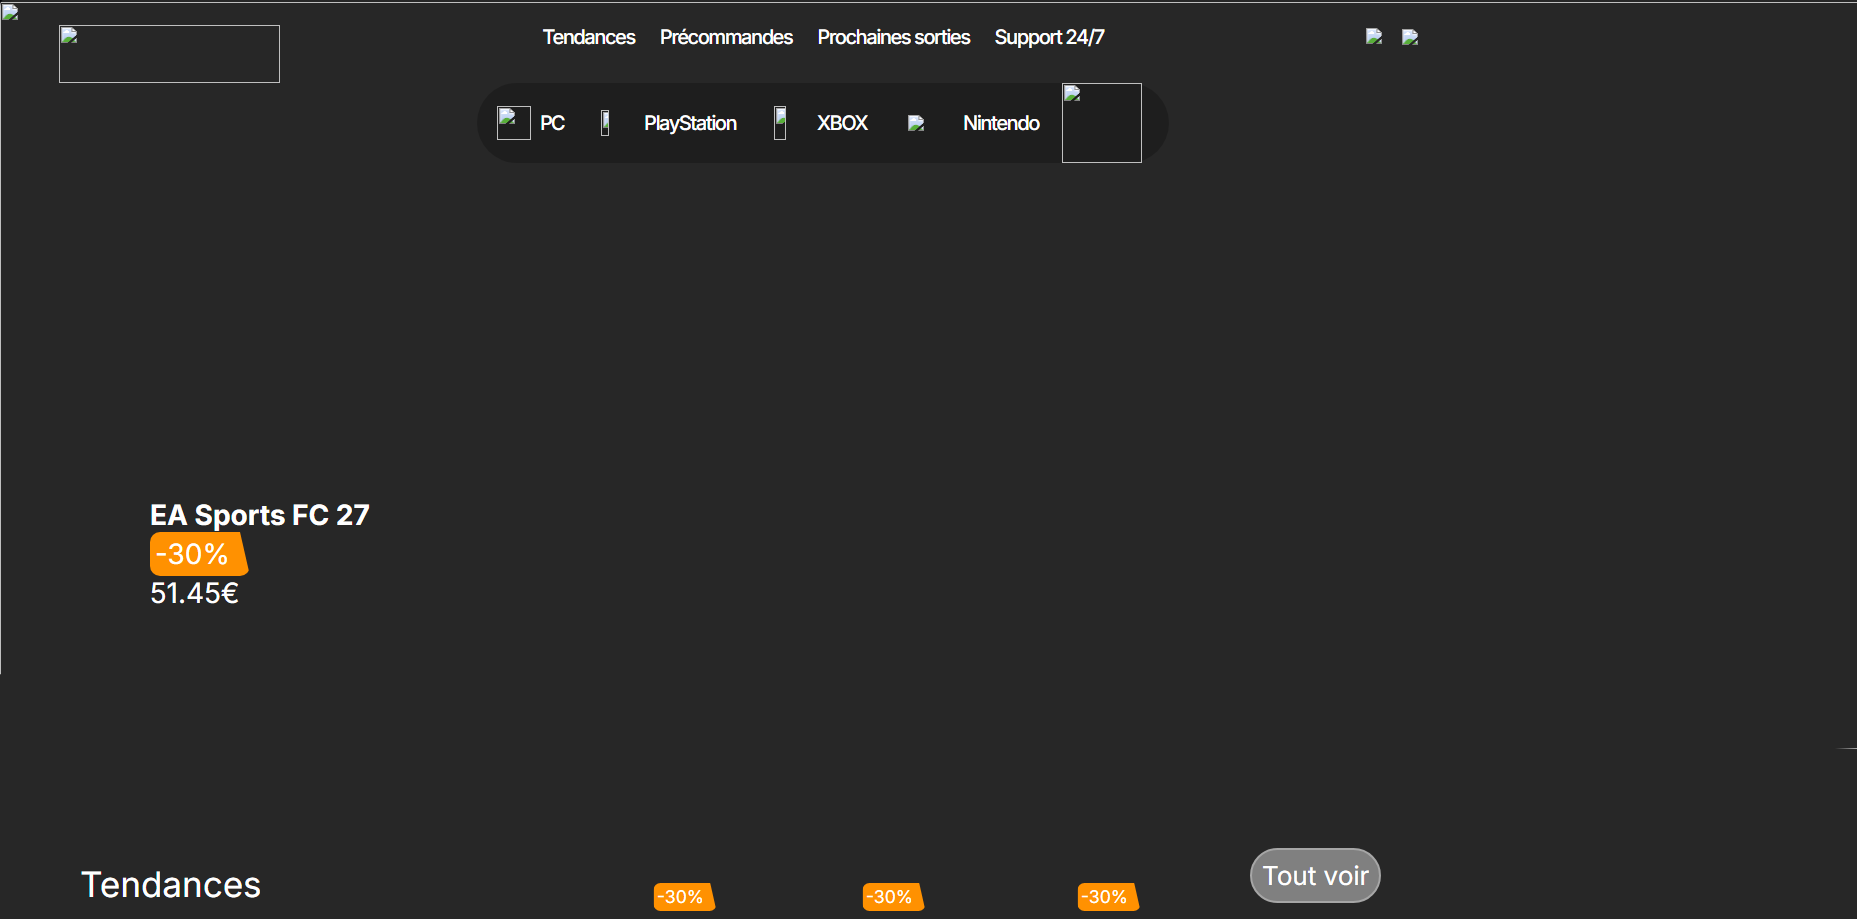 Tendances Précommandes Prochaines sorties Support 24/7
PC PlayStation XBOX Nintendo
EA Sports FC 27
-30%
51.45€
Tendances
-30% -30% -30%
Tout voir